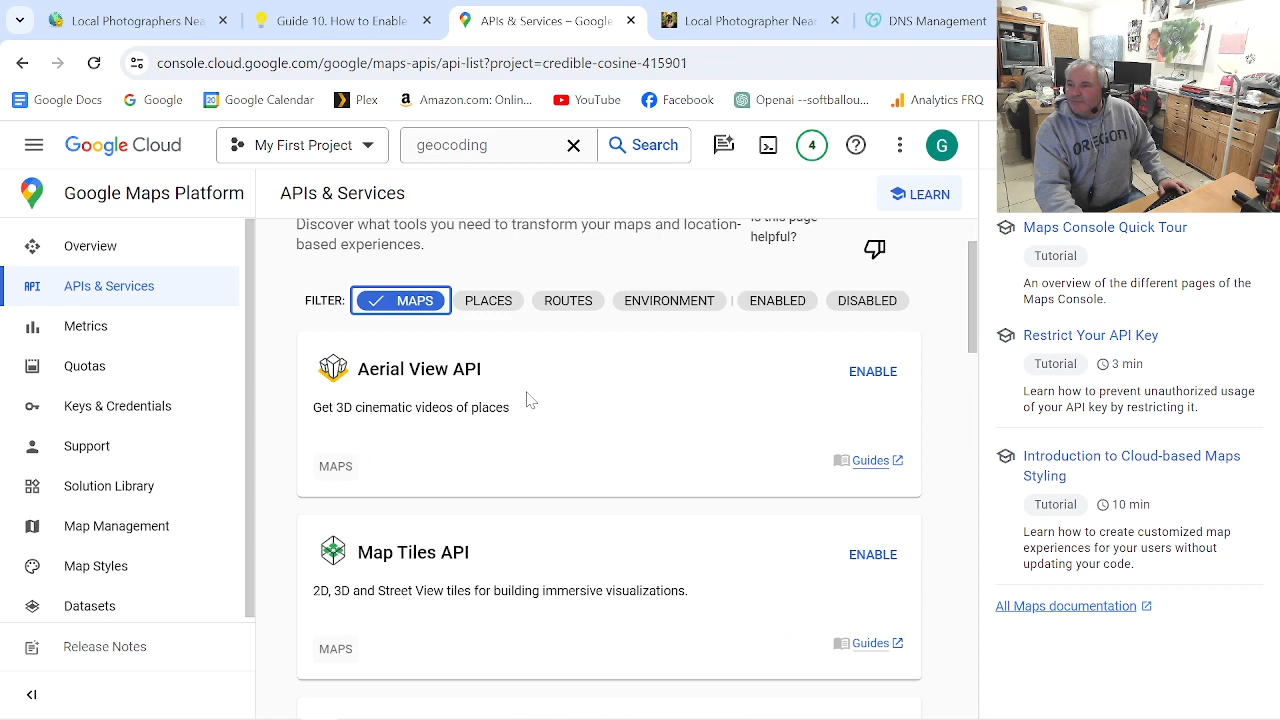 Local Photographers Nea
Guide 10. How to Enable
APIs & Services – Google
Local Photographer Near
DNS Management
console.cloud.google.com/google/maps-apis/api-list?project=credible-cosine-415901
Google Docs
Google
Google Calendar
Plex
Amazon.com: Onlin...
YouTube
Facebook
Openai --softballou...
Analytics FRQ
Google Cloud
My First Project
geocoding
Search
4
G
Google Maps Platform
APIs & Services
LEARN
Overview
APIs & Services
Metrics
Quotas
Keys & Credentials
Support
Solution Library
Map Management
Map Styles
Datasets
Release Notes
Discover what tools you need to transform your maps and location-
based experiences.
Is this page
helpful?
FILTER:
MAPS
PLACES
ROUTES
ENVIRONMENT
ENABLED
DISABLED
Aerial View API
ENABLE
Get 3D cinematic videos of places
MAPS
Guides
Map Tiles API
ENABLE
2D, 3D and Street View tiles for building immersive visualizations.
MAPS
Guides
OREGON
Maps Console Quick Tour
Tutorial
An overview of the different pages of the
Maps Console.
Restrict Your API Key
Tutorial
3 min
Learn how to prevent unauthorized usage
of your API key by restricting it.
Introduction to Cloud-based Maps
Styling
Tutorial
10 min
Learn how to create customized map
experiences for your users without
updating your code.
All Maps documentation